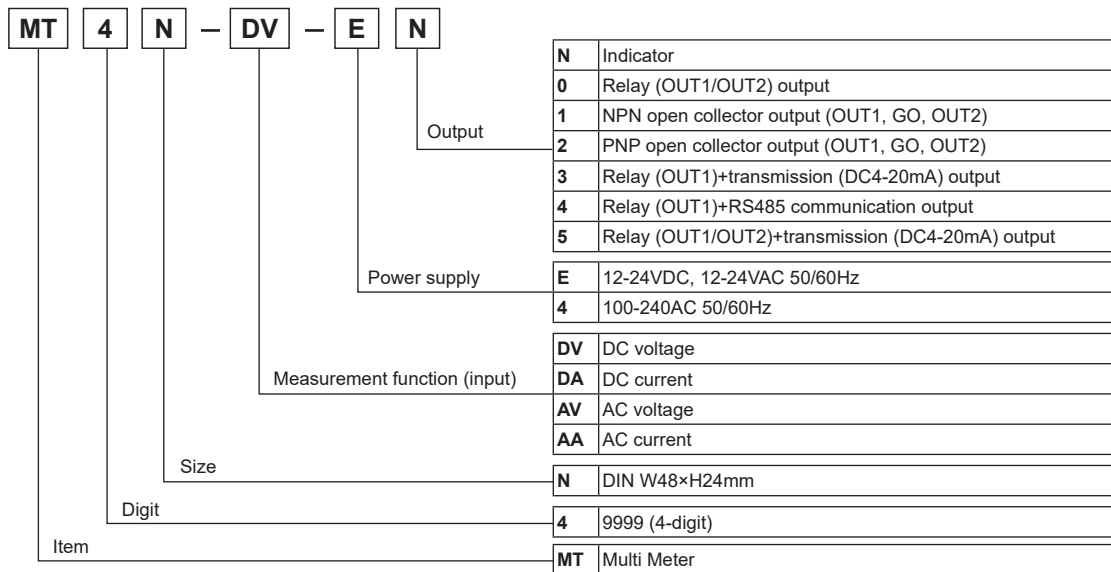 MT 4 N – DV – E N
N Indicator
0 Relay (OUT1/OUT2) output
1 NPN open collector output (OUT1, GO, OUT2)
Output
2 PNP open collector output (OUT1, GO, OUT2)
3 Relay (OUT1)+transmission (DC4-20mA) output
4 Relay (OUT1)+RS485 communication output
5 Relay (OUT1/OUT2)+transmission (DC4-20mA) output
Power supply
E 12-24VDC, 12-24VAC 50/60Hz
4 100-240AC 50/60Hz
DV DC voltage
Measurement function (input)
DA DC current
AV AC voltage
AA AC current
Size
N DIN W48×H24mm
Digit
4 9999 (4-digit)
Item
MT Multi Meter